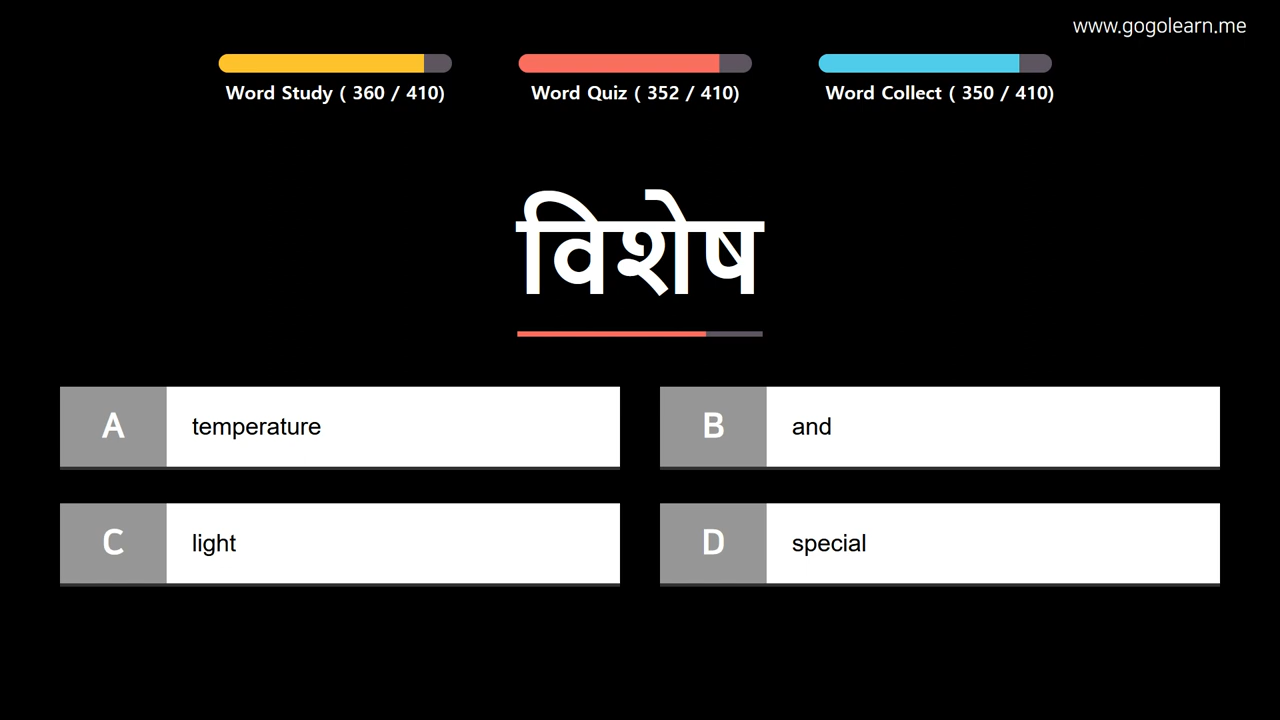 www.gogolearn.me
Word Study ( 360 / 410)
Word Quiz ( 352 / 410)
Word Collect ( 350 / 410)
विशेष
A temperature
B and
C light
D special